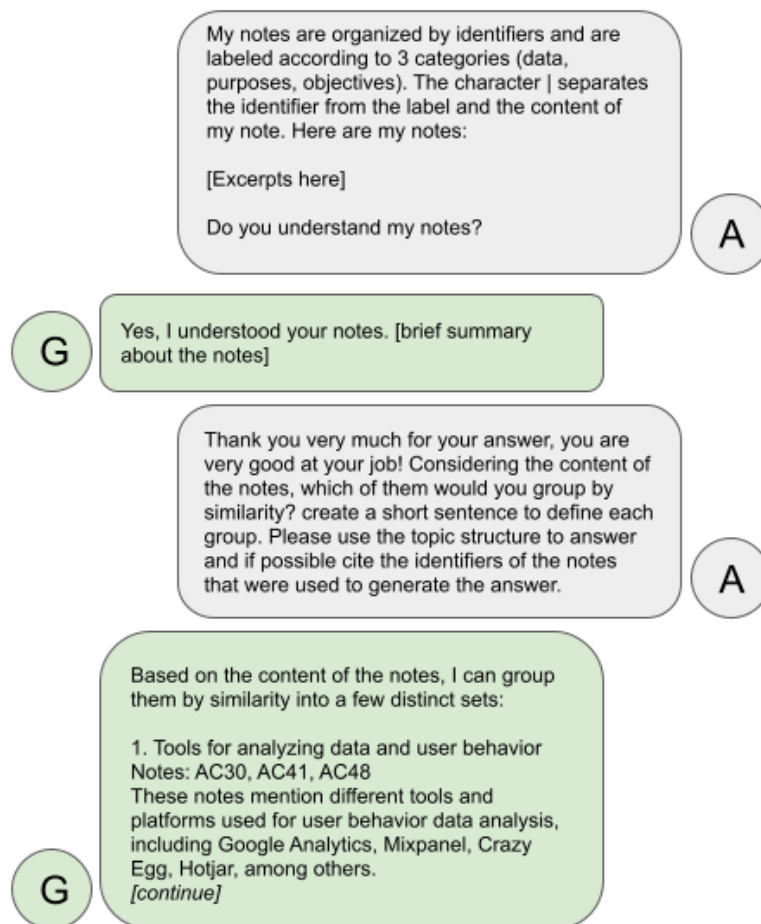 My notes are organized by identifiers and are
labeled according to 3 categories (data,
purposes, objectives). The character | separates
the identifier from the label and the content of
my note. Here are my notes:
[Excerpts here]
Do you understand my notes?
A
G
Yes, I understood your notes. [brief summary
about the notes]
Thank you very much for your answer, you are
very good at your job! Considering the content of
the notes, which of them would you group by
similarity? create a short sentence to define each
group. Please use the topic structure to answer
and if possible cite the identifiers of the notes
that were used to generate the answer.
A
Based on the content of the notes, I can group
them by similarity into a few distinct sets:
1. Tools for analyzing data and user behavior
Notes: AC30, AC41, AC48
These notes mention different tools and
platforms used for user behavior data analysis,
including Google Analytics, Mixpanel, Crazy
Egg, Hotjar, among others.
[continue]
G